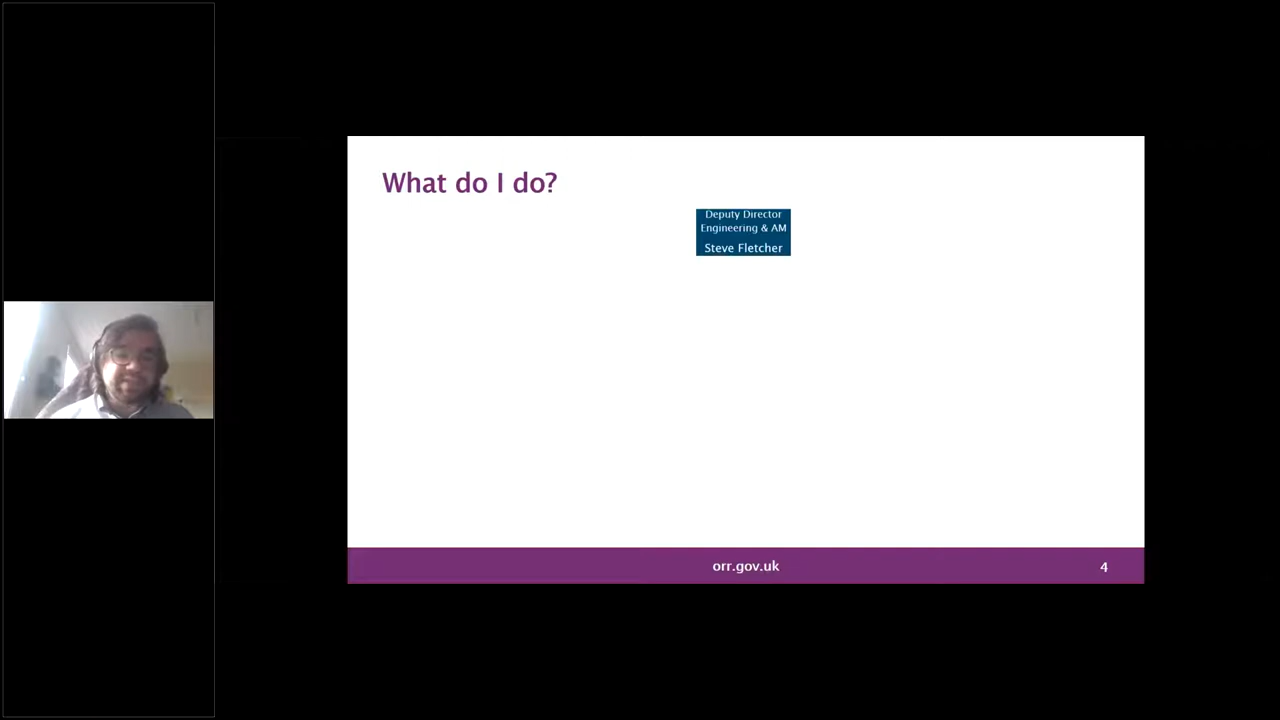 What do I do?
Deputy Director
Engineering & AM
Steve Fletcher
orr.gov.uk
4